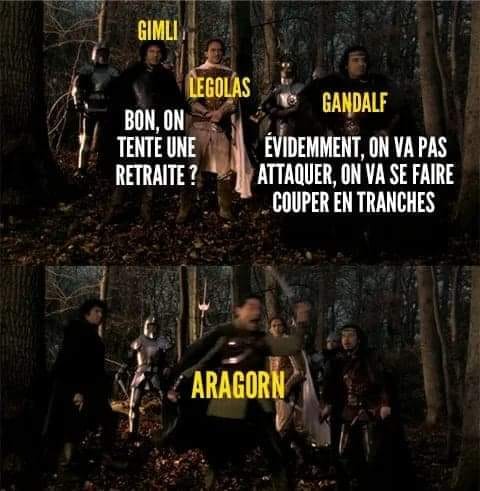 GIMLI
LEGOLAS
GANDALF
BON, ON
TENTE UNE
RETRAITE ?
ÉVIDEMMENT, ON VA PAS
ATTAQUER, ON VA SE FAIRE
COUPER EN TRANCHES
ARAGORN